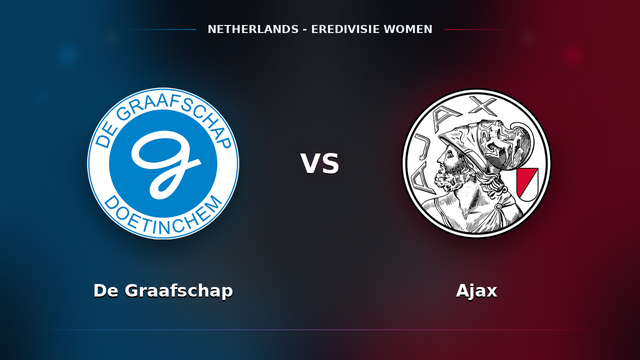 NETHERLANDS - EREDIVISIE WOMEN
DE GRAAFSCHAP
DOETINCHEM
VS
AJAX
De Graafschap
Ajax